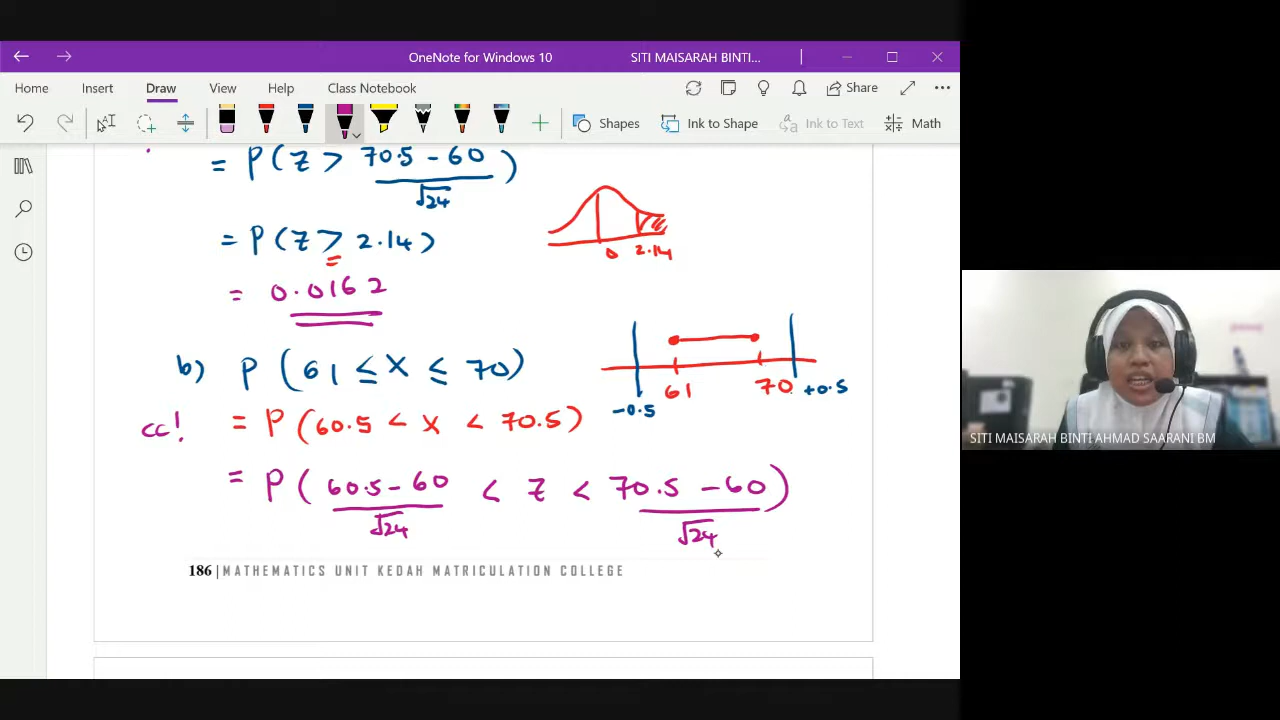 OneNote for Windows 10 SITI MAISARAH BINTI...
Home Insert Draw View Help Class Notebook Share
Shapes Ink to Shape Ink to Text Math
= P(Z > 70.5 - 60 / √24)
= P(Z > 2.14)
0 2.14
= 0.0162
b) P(61 ≤ X ≤ 70)
61 70 +0.5
-0.5
cc! = P(60.5 < X < 70.5)
= P(60.5 - 60 / √24 < Z < 70.5 - 60 / √24)
SITI MAISARAH BINTI AHMAD SAARANI BM
186 | MATHEMATICS UNIT KEDAH MATRICULATION COLLEGE